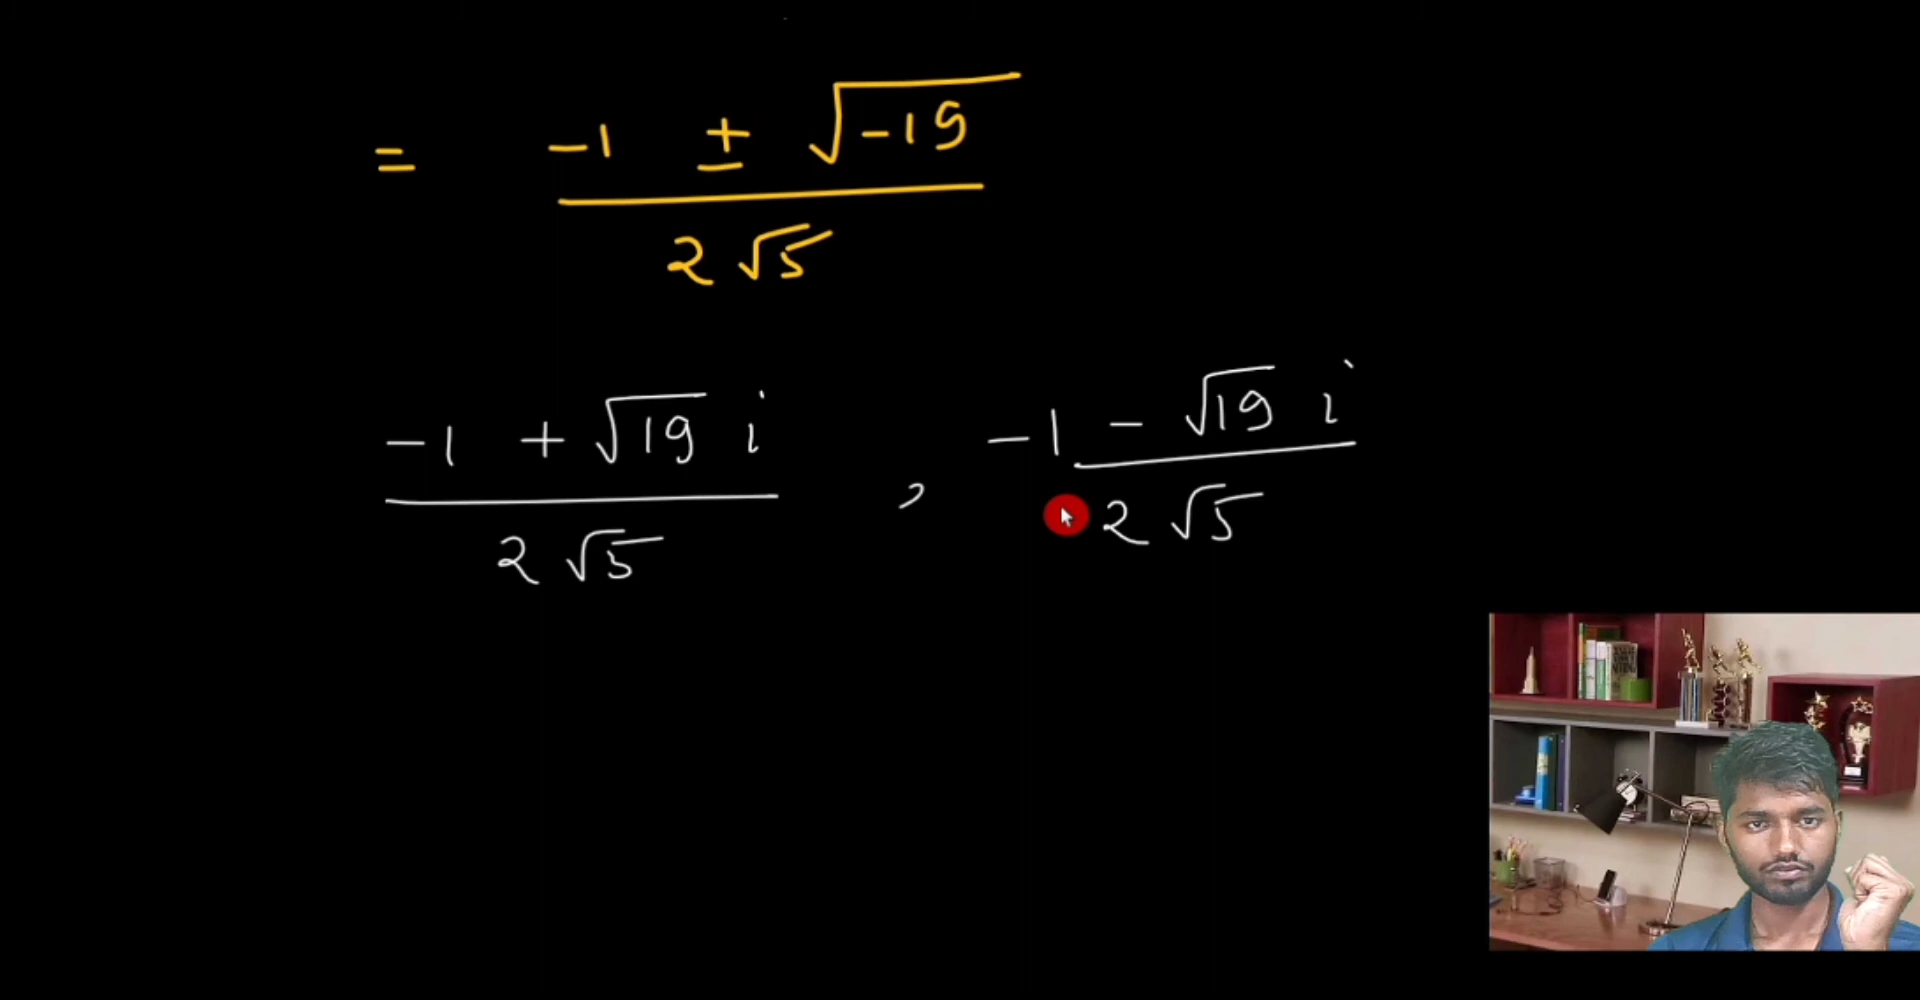 = (-1 ± √-19) / (2√5)
(-1 + √19 i) / (2√5) , (-1 - √19 i) / (2√5)